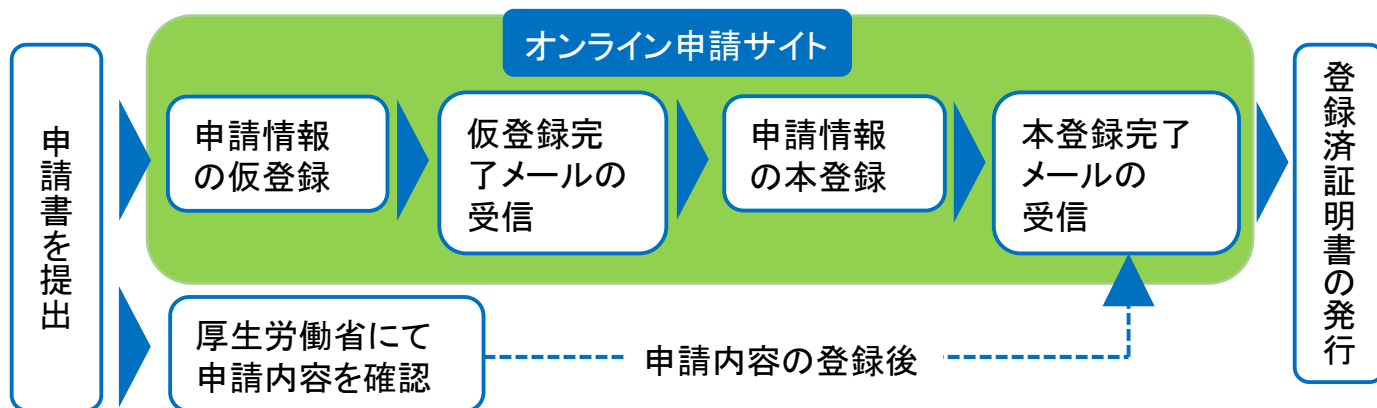 オンライン申請サイト
申請書を提出
申請情報
の仮登録
仮登録完
了メールの
受信
申請情報
の本登録
本登録完了
メールの
受信
登録済証明書の発行
厚生労働省にて
申請内容を確認
申請内容の登録後